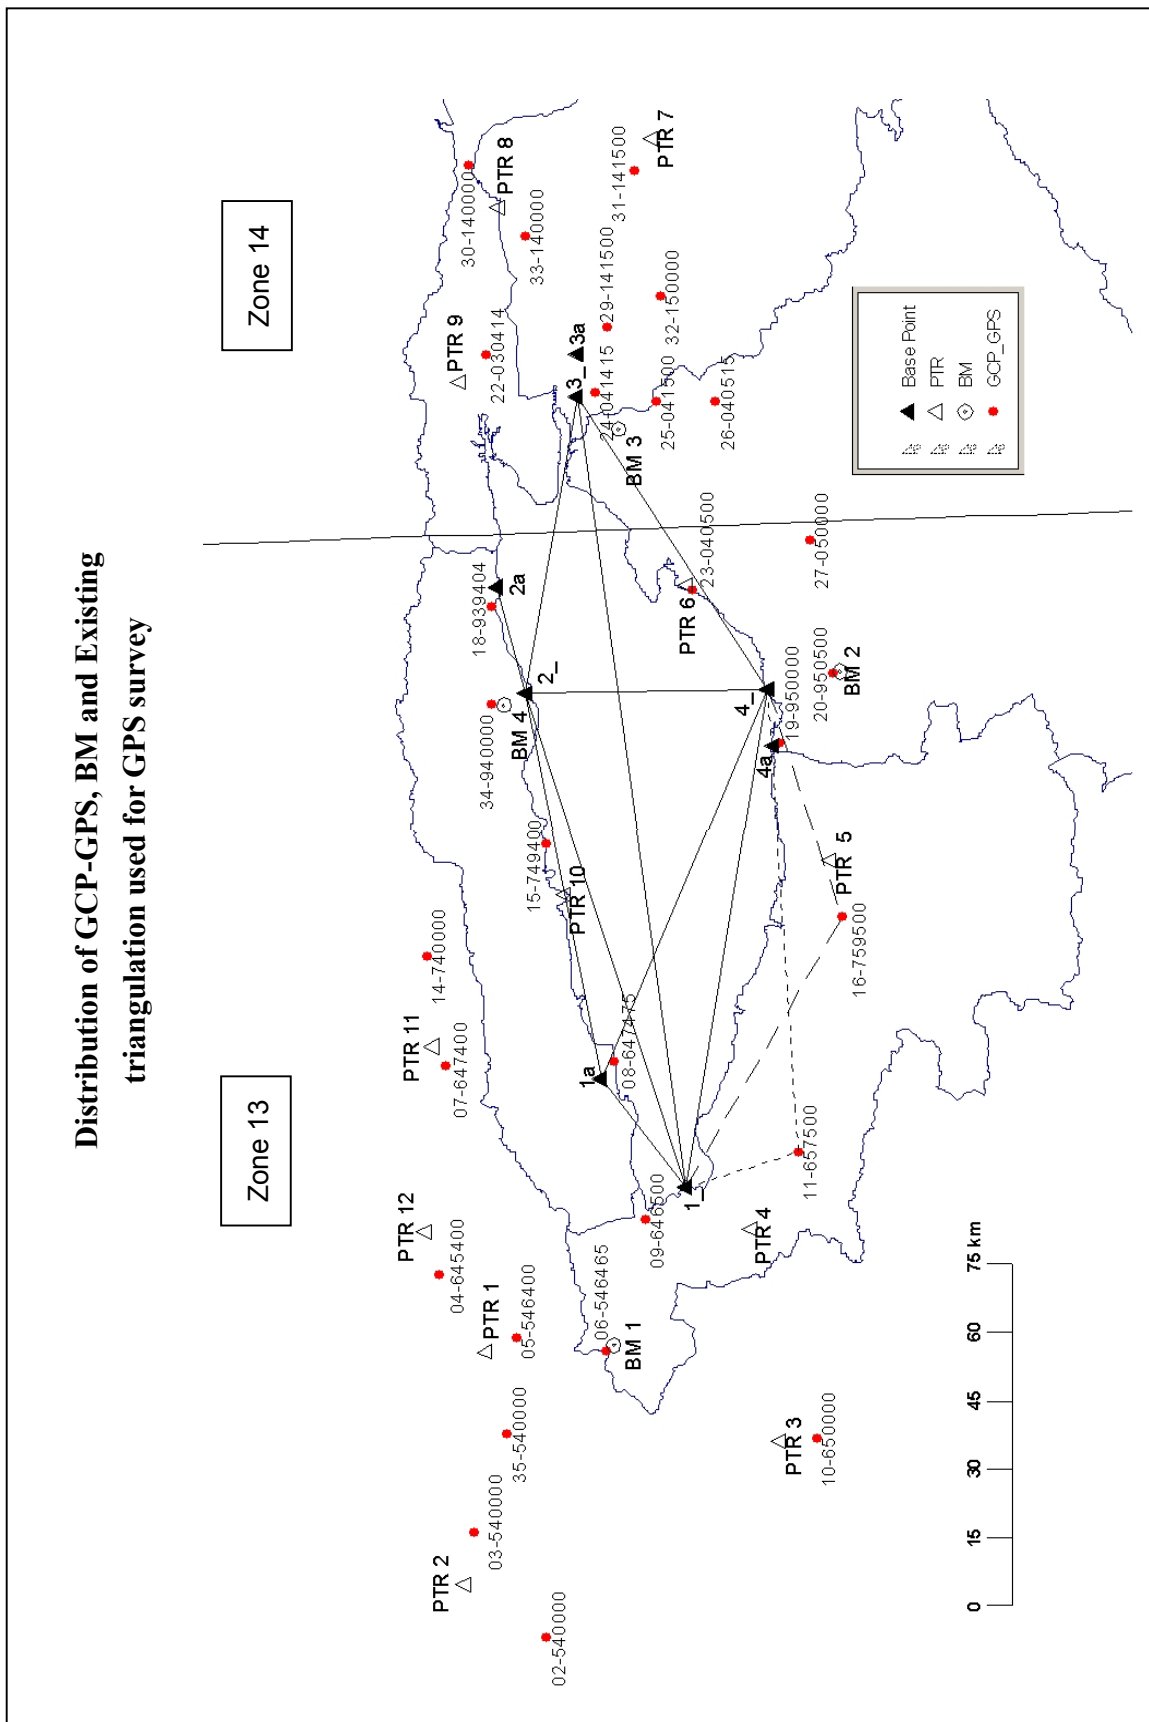 Distribution of GCP-GPS, BM and Existing
triangulation used for GPS survey
Zone 13
Zone 14
PTR 2
03-540000
02-540000
35-540000
PTR 12
04-645400
PTR 1
05-546400
06-546465
BM 1
PTR 11
07-647400
14-740000
09-646500
1_
1a
08-647475
PTR 10
15-749400
34-940000
BM 4
2_
18-939404
2a
PTR 9
22-030414
30-140000
PTR 8
33-140000
3_
3a
24-041415
29-141500
31-141500
PTR 7
BM 3
25-041500
32-150000
26-040515
PTR 6
23-040500
27-050000
4_
4a
19-950000
20-950500
BM 2
PTR 5
16-759500
11-657500
PTR 4
PTR 3
10-650000
Base Point
PTR
BM
GCP_GPS
0 15 30 45 60 75 km